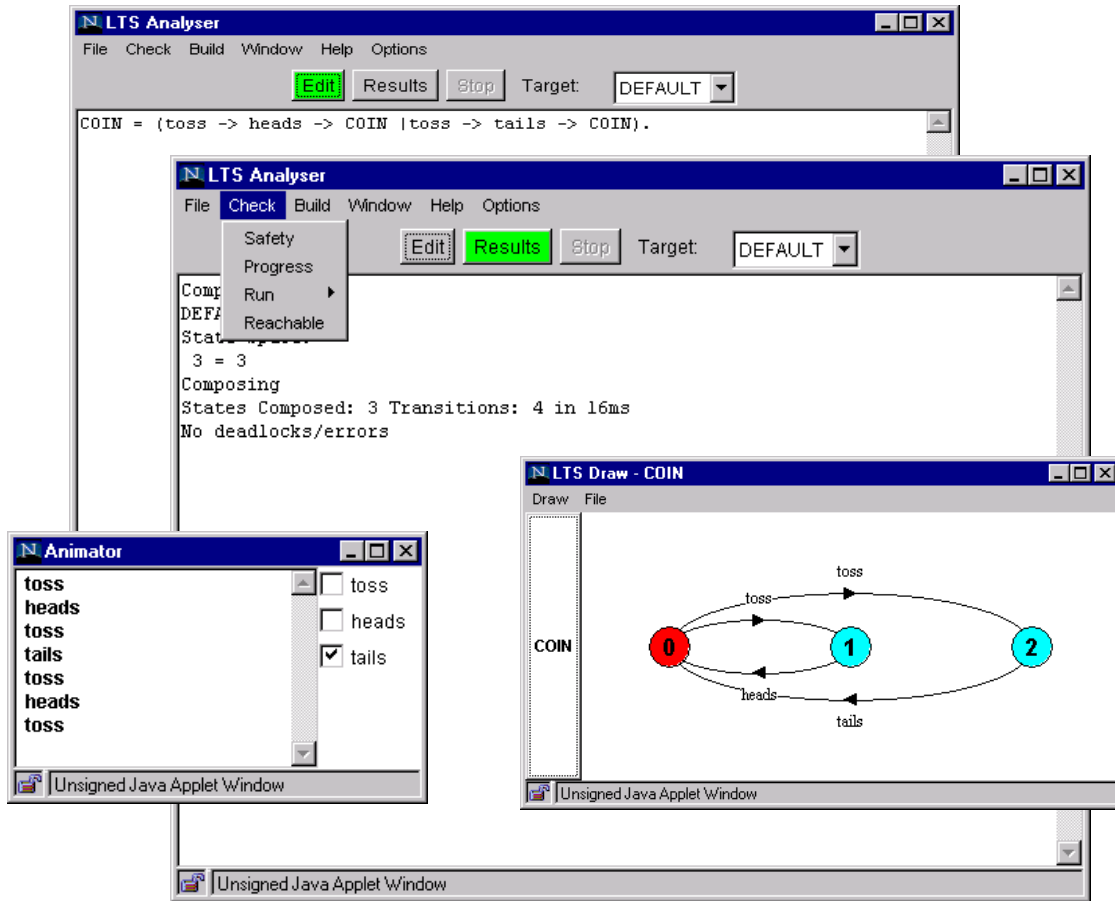 LTS Analyser
File Check Build Window Help Options
Edit Results Stop Target: DEFAULT
COIN = (toss -> heads -> COIN |toss -> tails -> COIN).
LTS Analyser
File Check Build Window Help Options
Edit Results Stop Target: DEFAULT
Safety
Progress
Run
Reachable
Comp
DEFA
Stat
3 = 3
Composing
States Composed: 3 Transitions: 4 in 16ms
No deadlocks/errors
LTS Draw - COIN
Draw File
COIN
toss
toss
0 1 2
heads
tails
Unsigned Java Applet Window
Animator
toss
heads
toss
tails
toss
heads
toss
toss
heads
tails
Unsigned Java Applet Window
Unsigned Java Applet Window